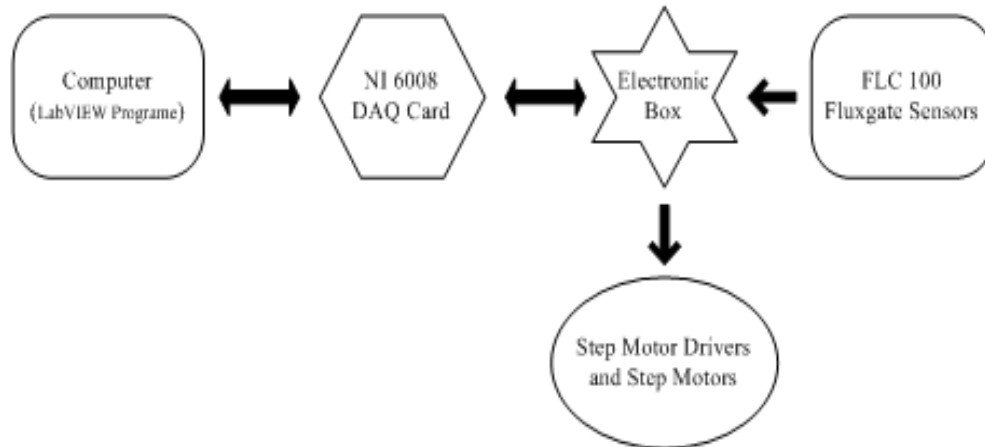 Computer
(LabVIEW Programe)
NI 6008
DAQ Card
Electronic
Box
FLC 100
Fluxgate Sensors
Step Motor Drivers
and Step Motors